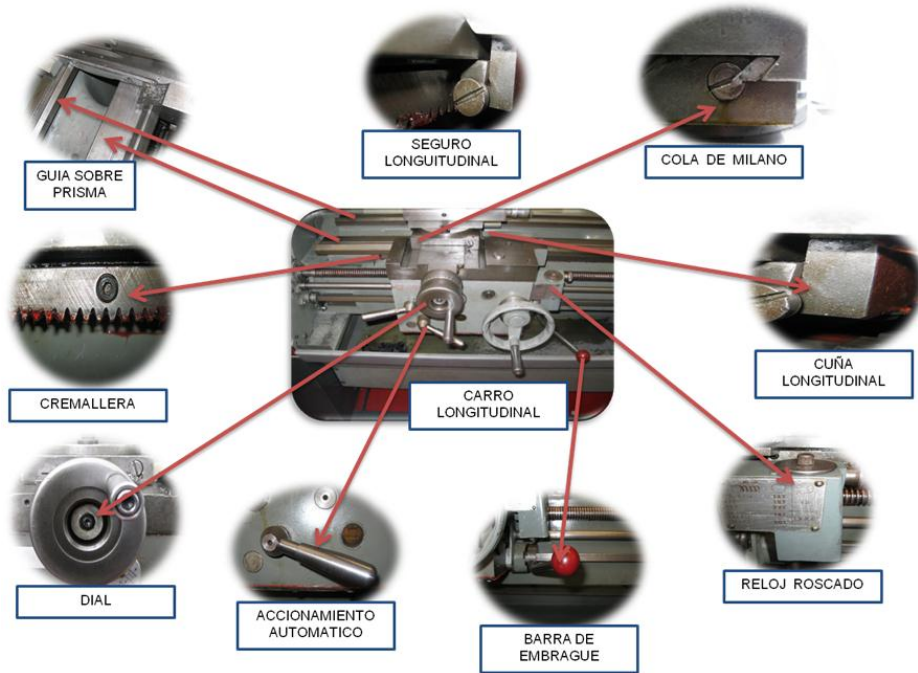 SEGURO
LONGUITUDINAL
COLA DE MILANO
GUIA SOBRE
PRISMA
CREMALLERA
CARRO
LONGITUDINAL
CUÑA
LONGITUDINAL
DIAL
ACCIONAMIENTO
AUTOMATICO
BARRA DE
EMBRAGUE
RELOJ ROSCADO